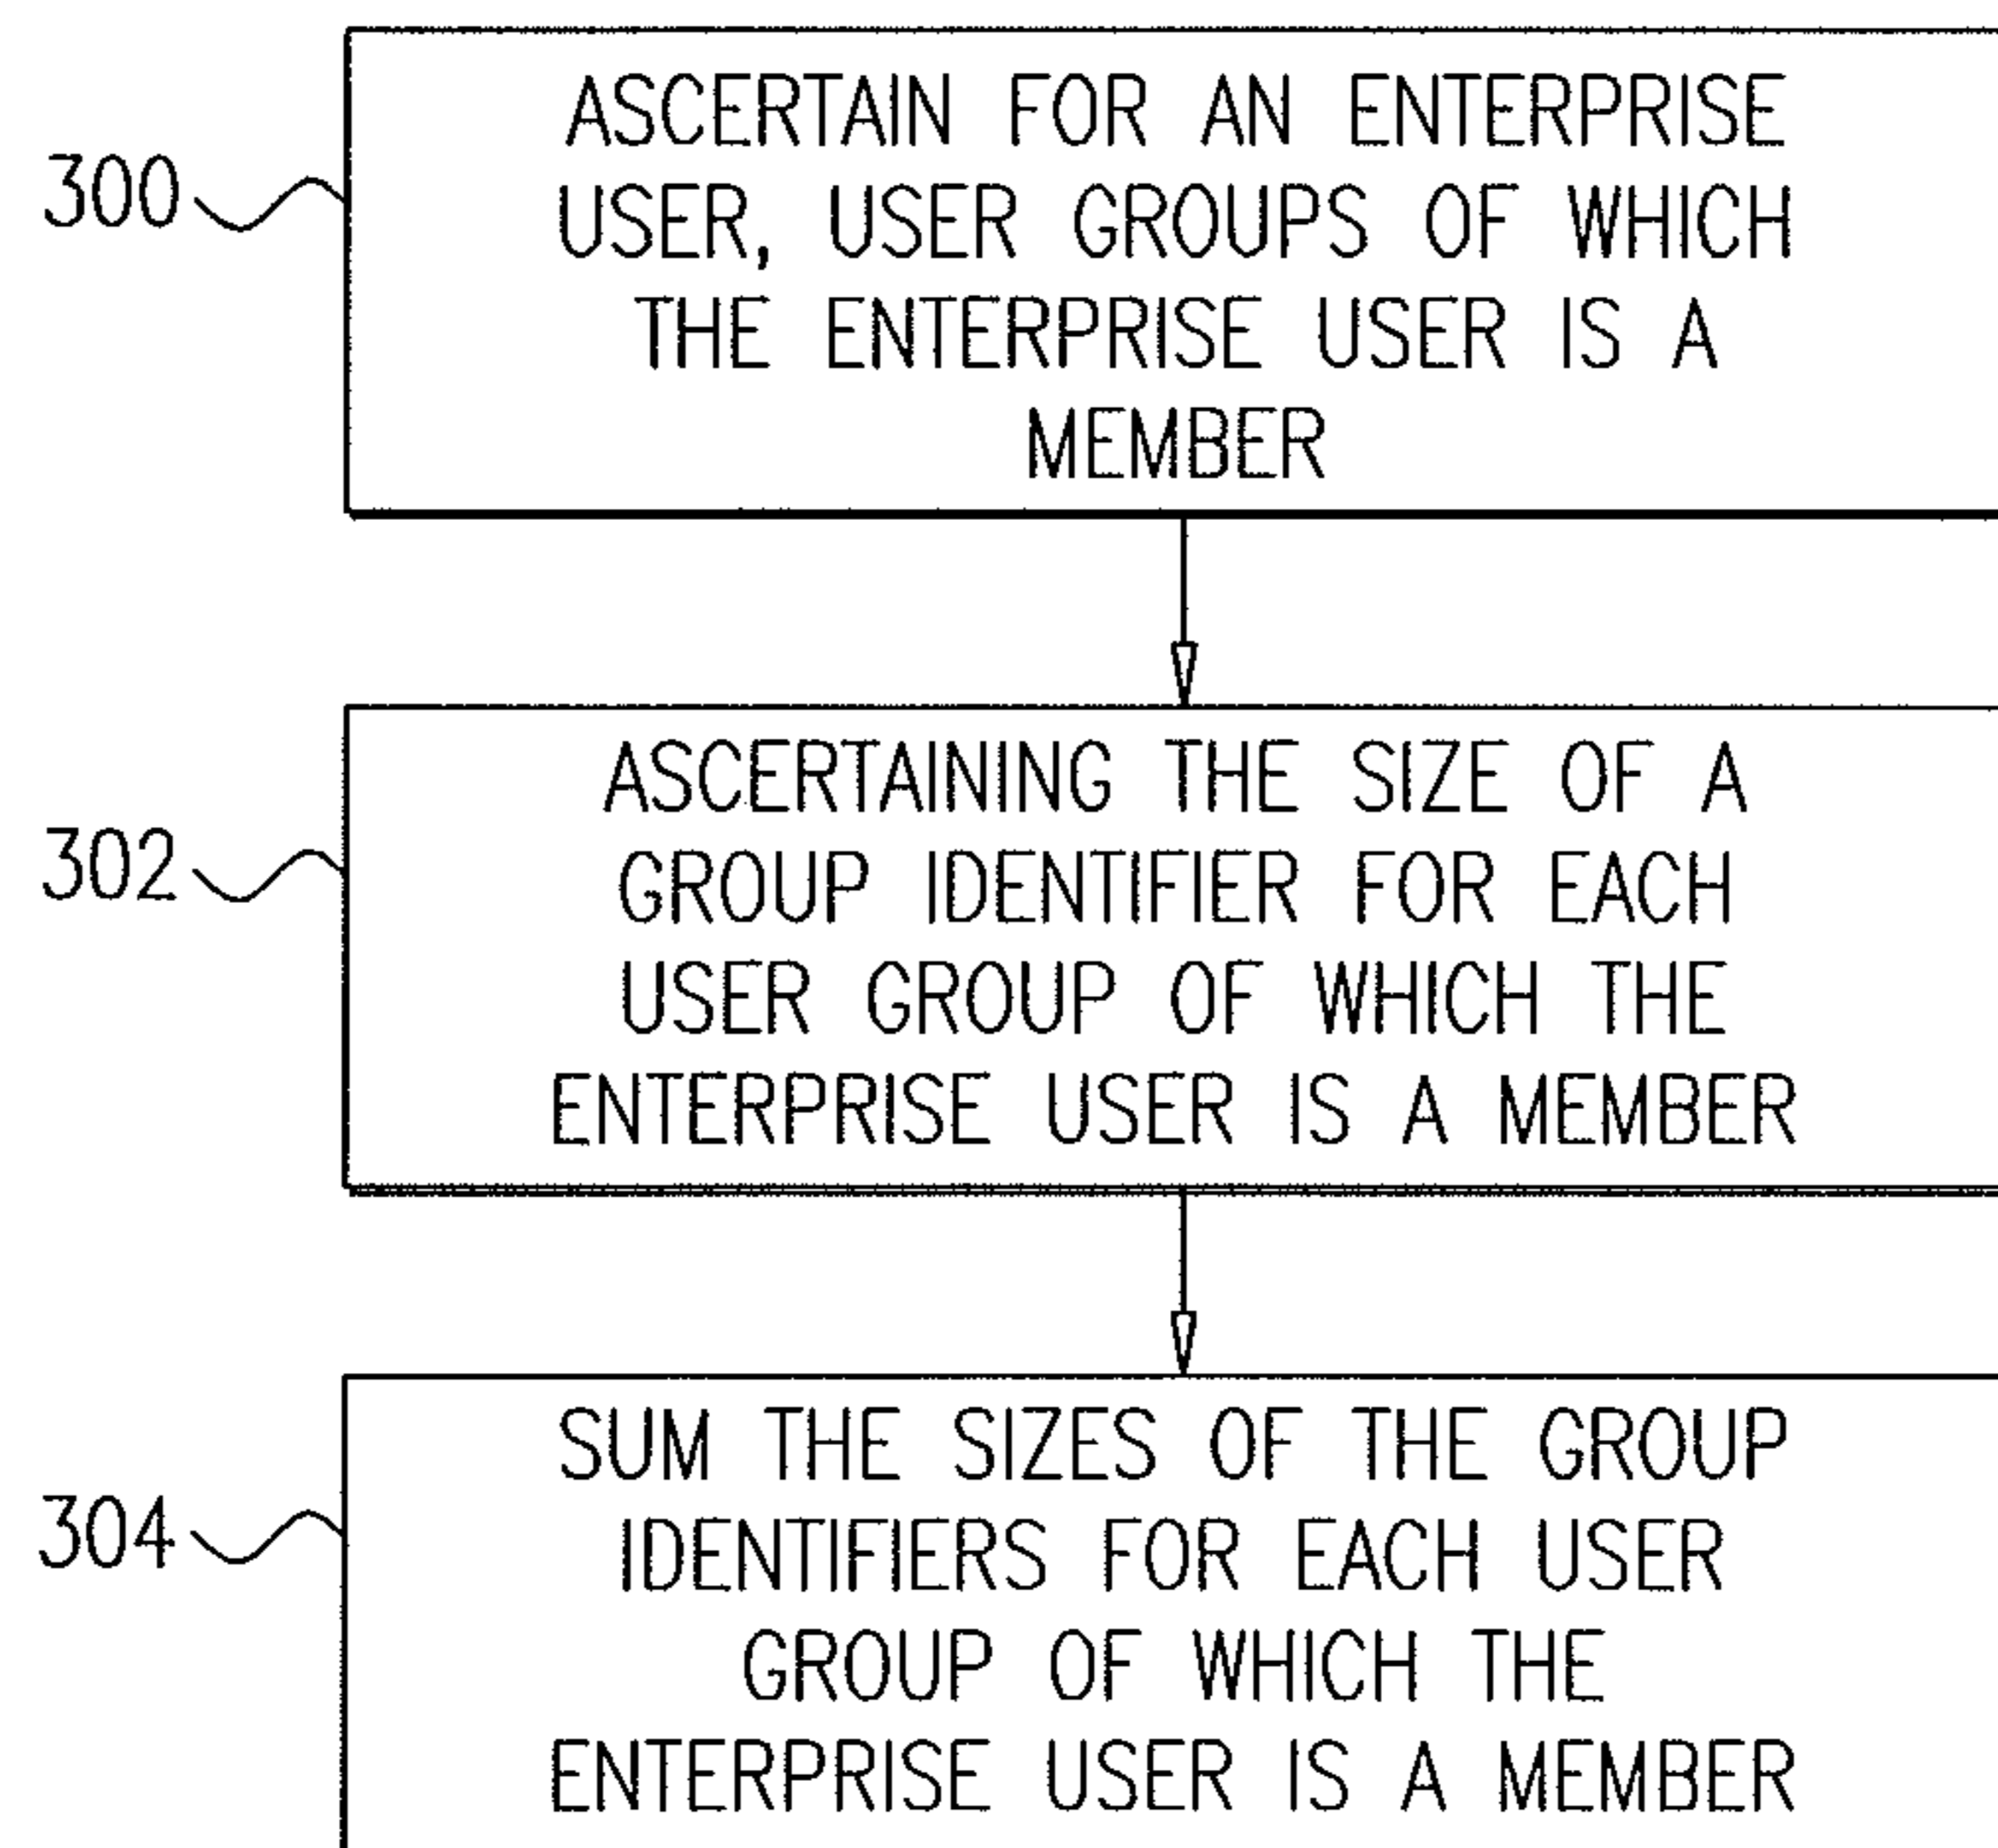 300
ASCERTAIN FOR AN ENTERPRISE
USER, USER GROUPS OF WHICH
THE ENTERPRISE USER IS A
MEMBER
302
ASCERTAINING THE SIZE OF A
GROUP IDENTIFIER FOR EACH
USER GROUP OF WHICH THE
ENTERPRISE USER IS A MEMBER
304
SUM THE SIZES OF THE GROUP
IDENTIFIERS FOR EACH USER
GROUP OF WHICH THE
ENTERPRISE USER IS A MEMBER